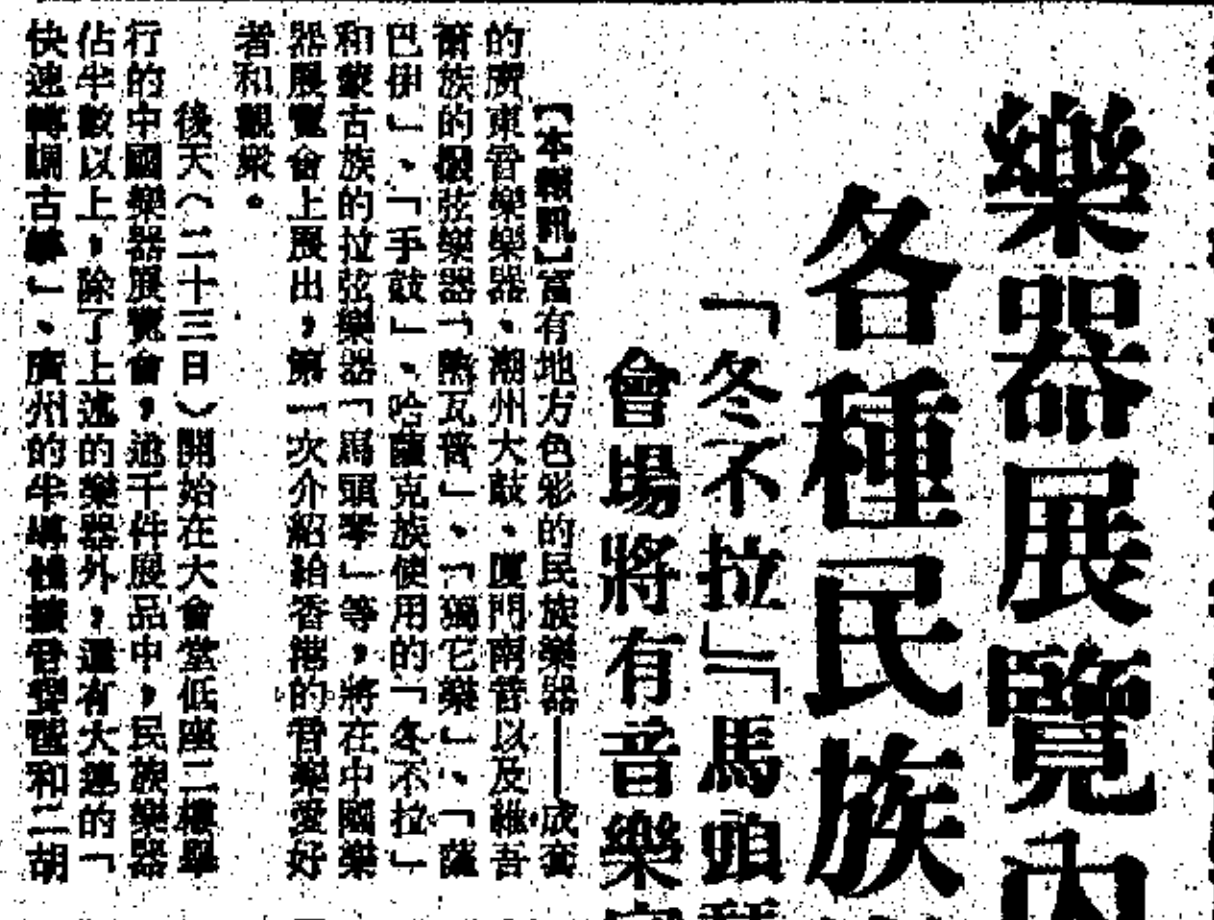 樂器展覽內
各種民族
「冬不拉」「馬頭琴
會場將有音樂家
【本報訊】富有地方色彩的民族樂器——成套
的廣東音樂樂器、潮州大鼓、廈門南管以及維吾
爾族的彈弦樂器「熱瓦普」、「獨它樂」、「薩
巴伊」、「手鼓」、哈薩克族使用的「冬不拉」
和蒙古族的拉弦樂器「馬頭琴」等,將在中國樂
器展覽會上展出,第一次介紹給香港的音樂愛好
者和觀衆。
後天(二十三日)開始在大會堂低座二樓舉
行的中國樂器展覽會,逾千件展品中,民族樂器
佔半數以上,除了上述的樂器外,還有大連的「
快速轉調古箏」、廣州的半導體擴音雙琶和二胡